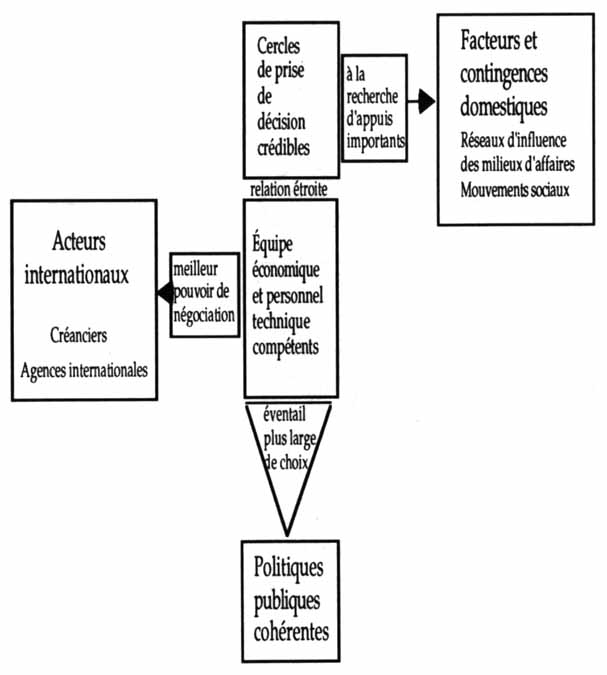 Cercles
de prise
de
décision
crédibles
à la
recherche
d'appuis
importants
Facteurs et
contingences
domestiques
Réseaux d'influence
des milieux d'affaires
Mouvements sociaux
relation étroite
Acteurs
internationaux
Créanciers
Agences internationales
meilleur
pouvoir de
négociation
Équipe
économique
et personnel
technique
compétents
éventail
plus large
de choix
Politiques
publiques
cohérentes